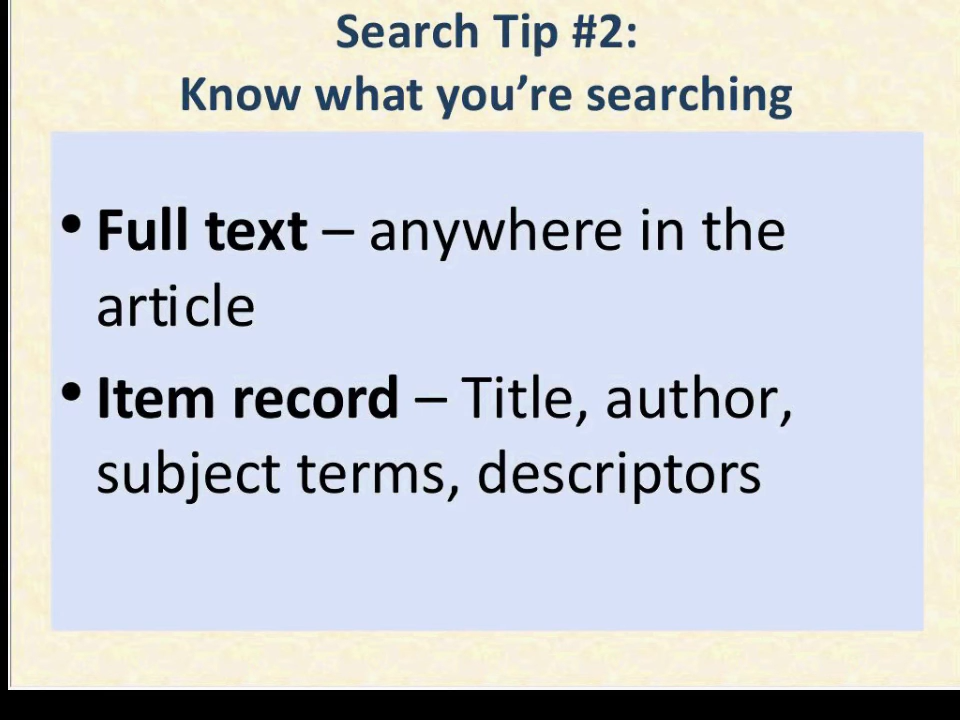 Search Tip #2:
Know what you’re searching
• Full text – anywhere in the
article
• Item record – Title, author,
subject terms, descriptors